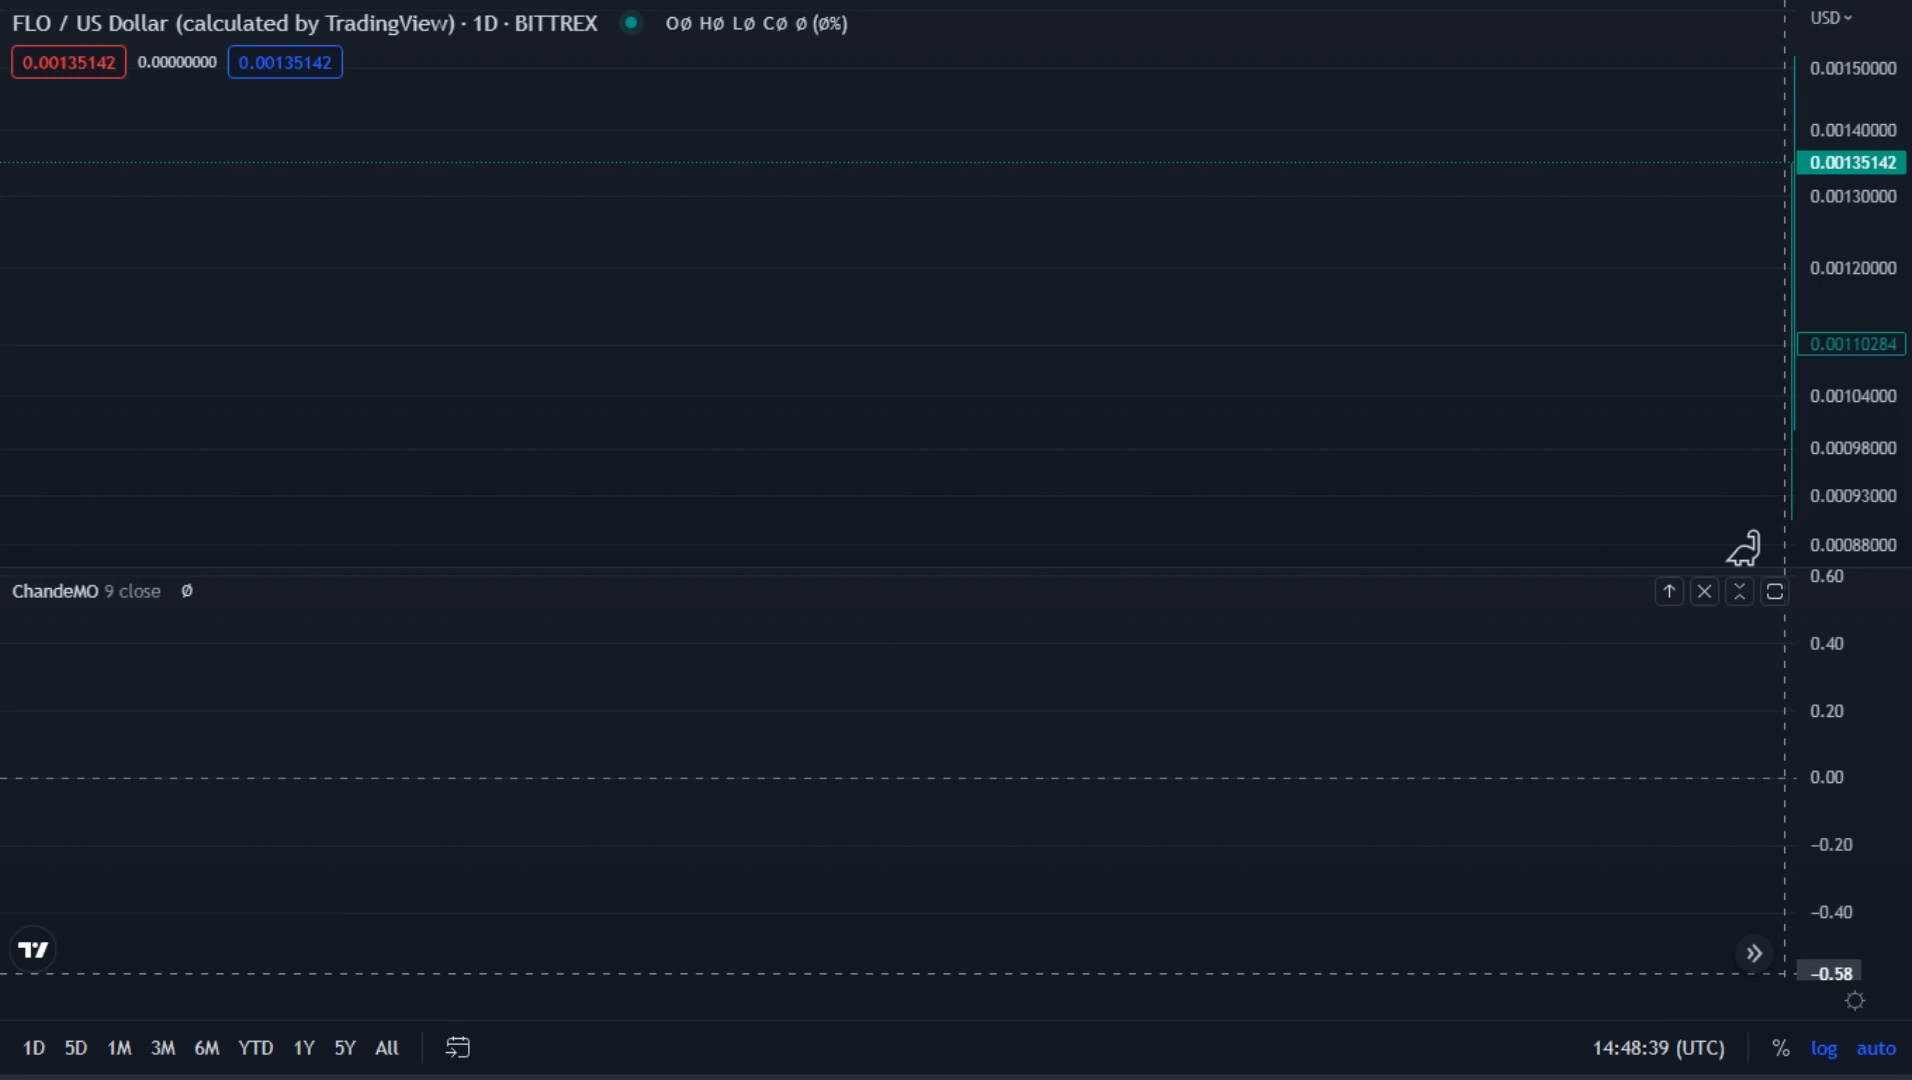 FLO / US Dollar (calculated by TradingView) · 1D · BITTREX OØ HØ LØ CØ Ø (Ø%)
USD
0.00135142 0.00000000 0.00135142
0.00150000
0.00140000
0.00135142
0.00130000
0.00120000
0.00110284
0.00104000
0.00098000
0.00093000
0.00088000
ChandeMO 9 close Ø
0.60
0.40
0.20
0.00
−0.20
−0.40
−0.58
1D 5D 1M 3M 6M YTD 1Y 5Y All
14:48:39 (UTC) % log auto